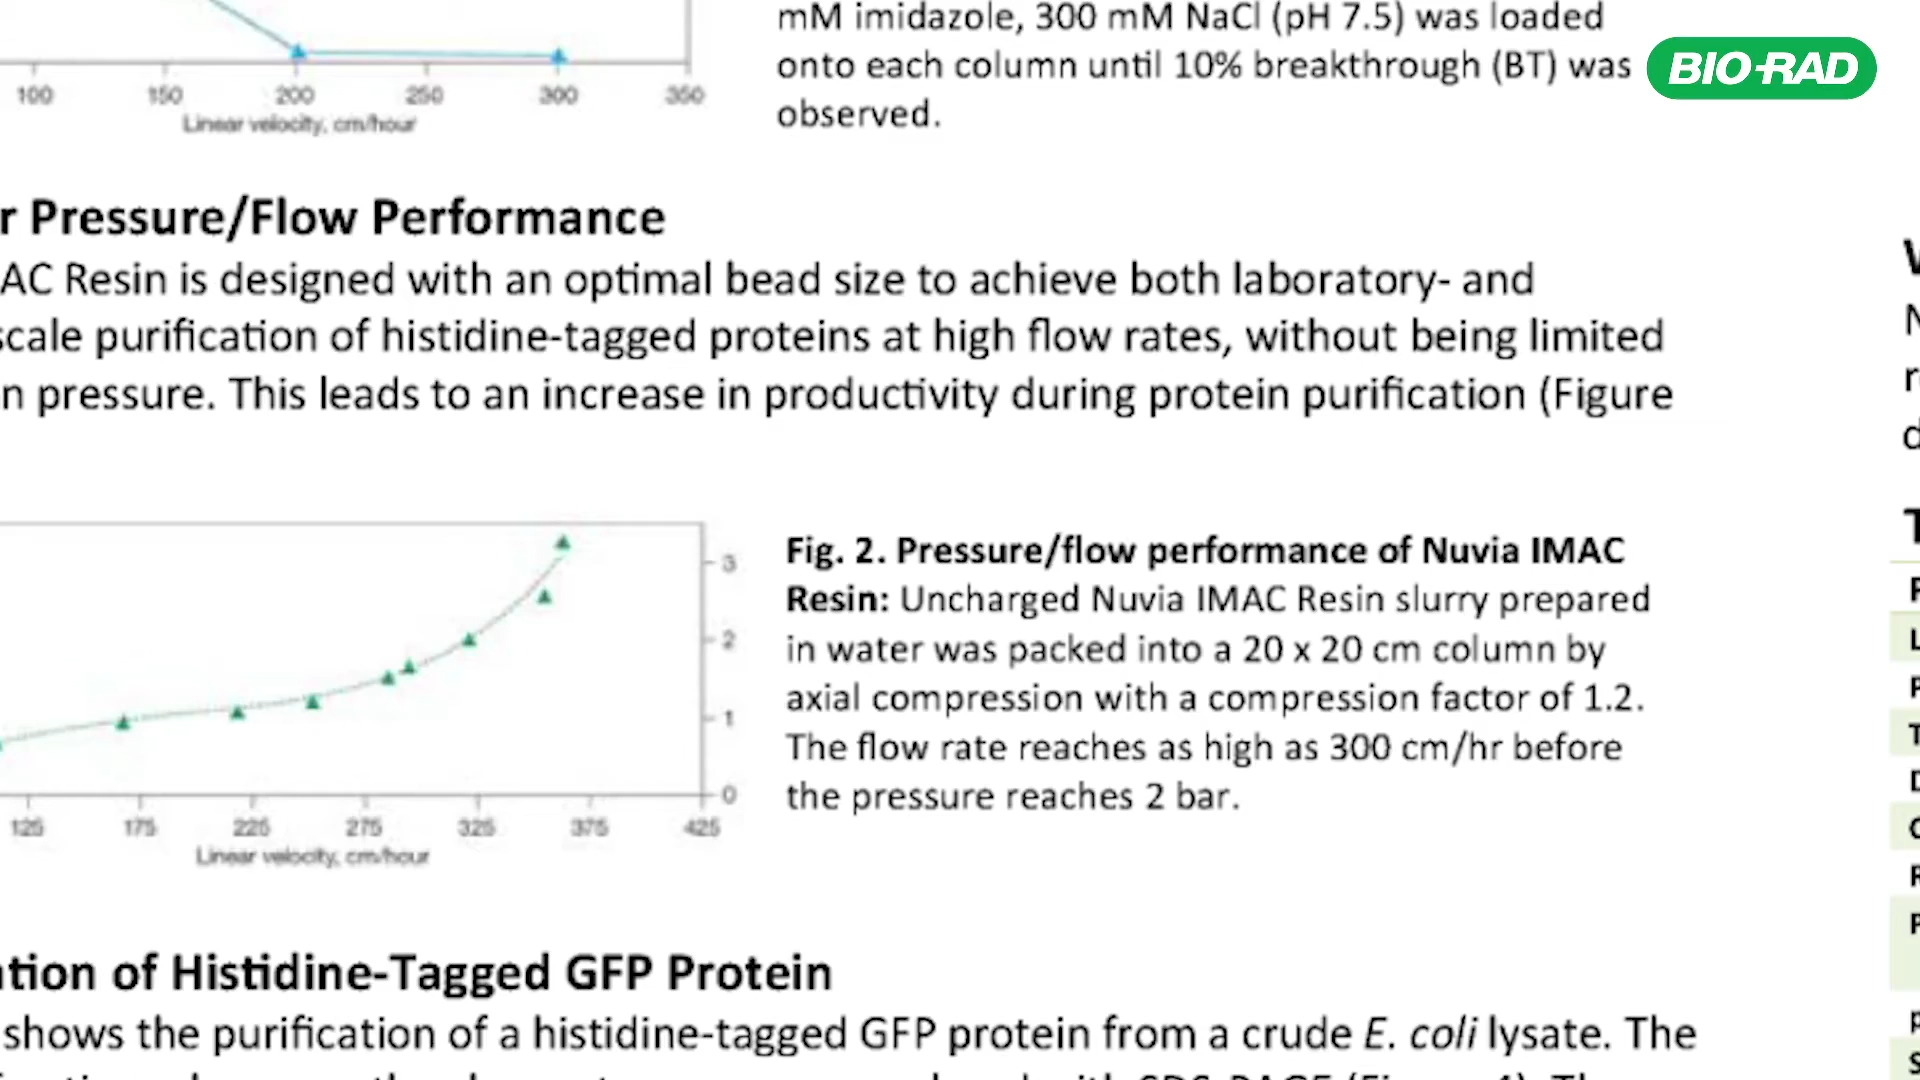 mM imidazole, 300 mM NaCl (pH 7.5) was loaded
onto each column until 10% breakthrough (BT) was
observed.
BIO-RAD
100 150 200 250 300 350
Linear velocity, cm/hour
r Pressure/Flow Performance
AC Resin is designed with an optimal bead size to achieve both laboratory- and
scale purification of histidine-tagged proteins at high flow rates, without being limited
n pressure. This leads to an increase in productivity during protein purification (Figure
3
2
1
0
125 175 225 275 325 375 425
Linear velocity, cm/hour
Fig. 2. Pressure/flow performance of Nuvia IMAC
Resin: Uncharged Nuvia IMAC Resin slurry prepared
in water was packed into a 20 x 20 cm column by
axial compression with a compression factor of 1.2.
The flow rate reaches as high as 300 cm/hr before
the pressure reaches 2 bar.
tion of Histidine-Tagged GFP Protein
shows the purification of a histidine-tagged GFP protein from a crude E. coli lysate. The